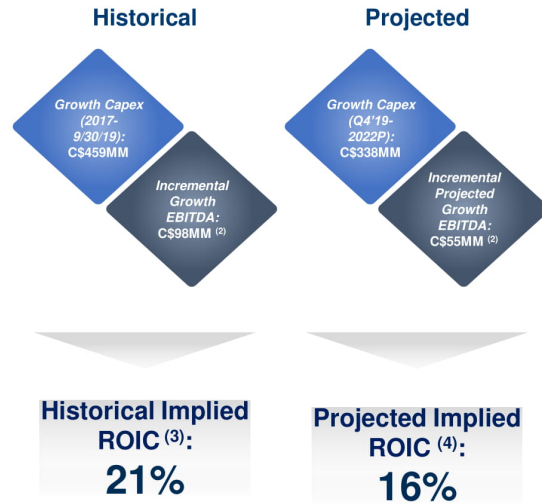 Historical
Growth Capex
(2017-
9/30/19):
C$459MM
Incremental
Growth
EBITDA:
C$98MM (2)
Historical Implied
ROIC (3):
21%
Projected
Growth Capex
(Q4'19-
2022P):
C$338MM
Incremental
Projected
Growth
EBITDA:
C$55MM (2)
Projected Implied
ROIC (4):
16%